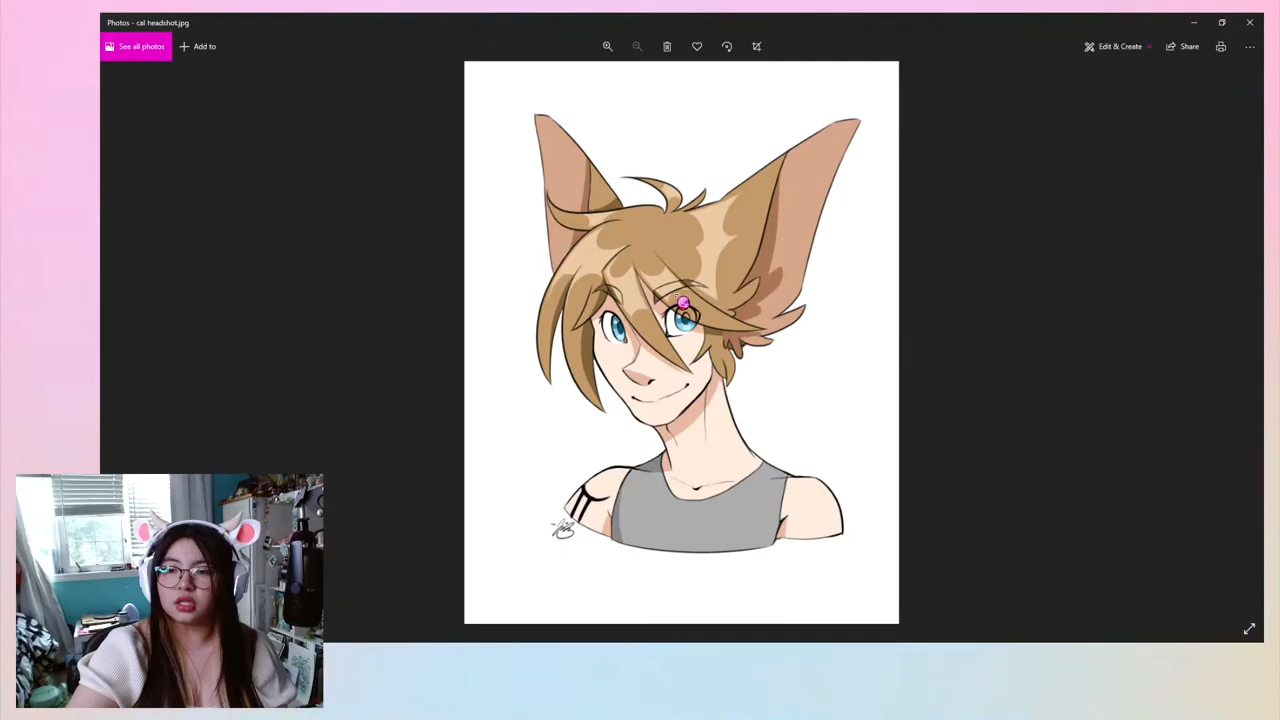 Photos - cal headshot.jpg
See all photos
Add to
Edit & Create
Share